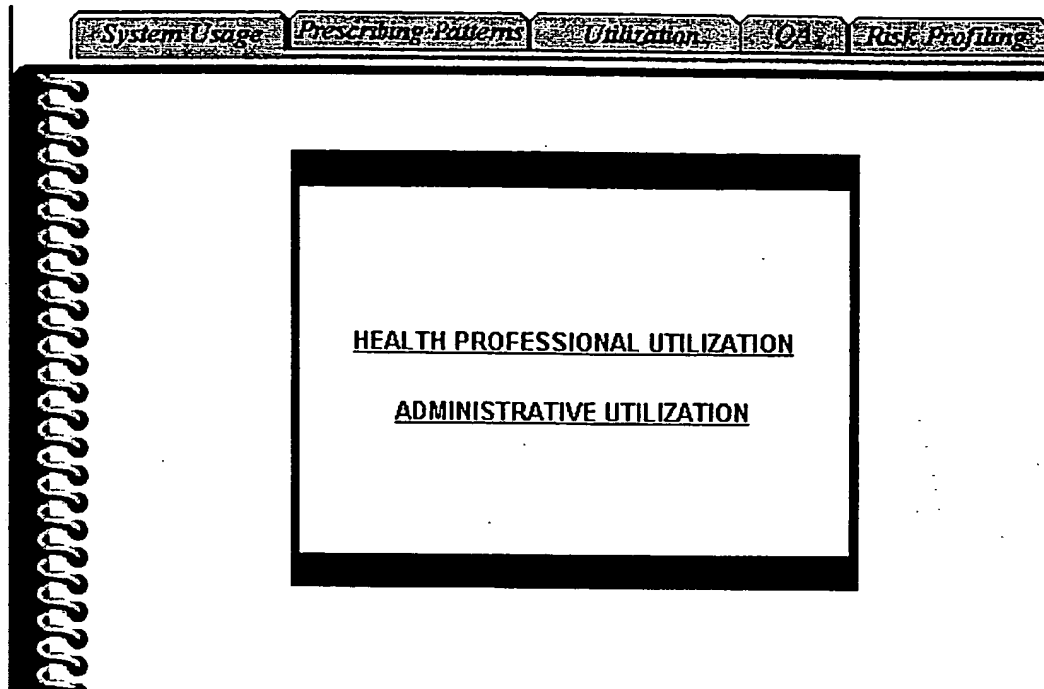 System Usage Prescribing Patterns Utilization QA Risk Profiling
HEALTH PROFESSIONAL UTILIZATION
ADMINISTRATIVE UTILIZATION